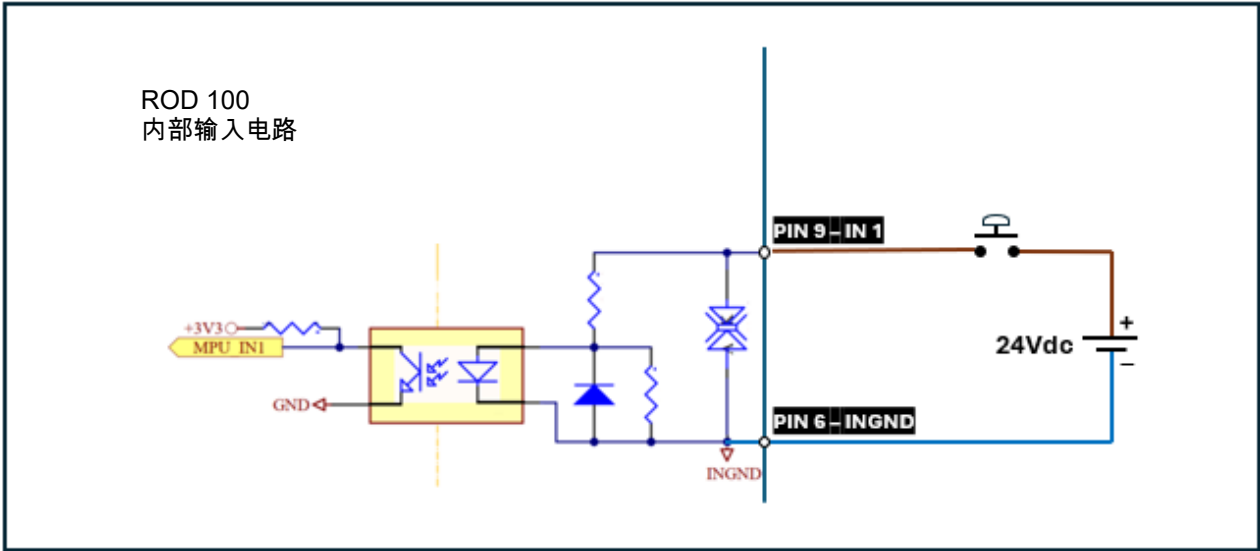 ROD 100
内部输入电路
PIN 9 – IN 1
+3V3
MPU_IN1
GND
24Vdc
+
–
PIN 6 – INGND
INGND